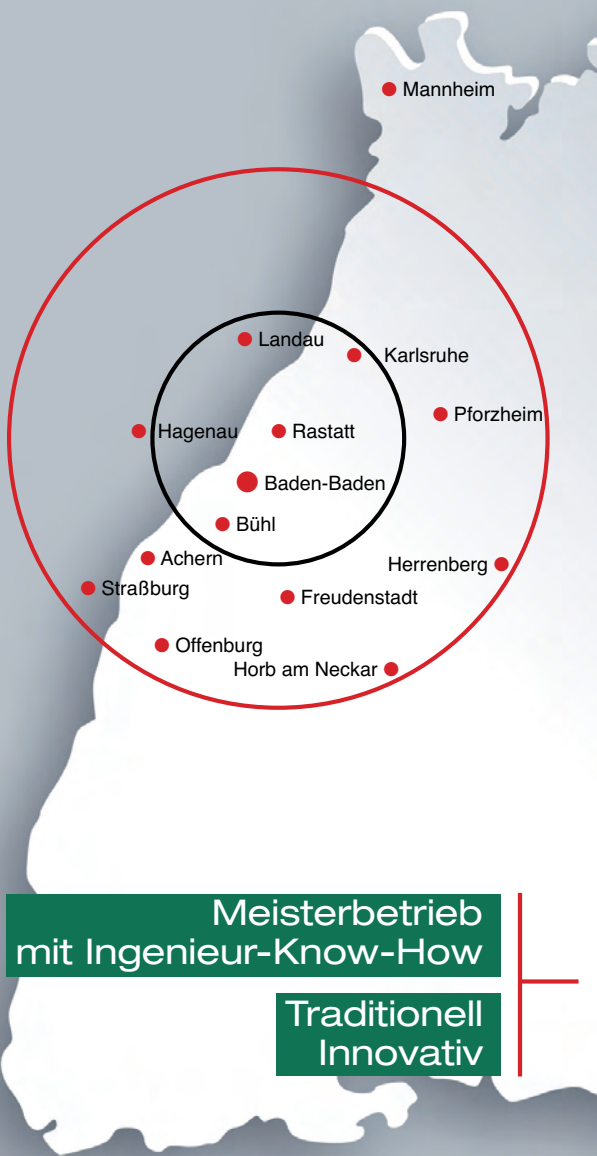 Mannheim
Landau
Karlsruhe
Pforzheim
Hagenau
Rastatt
Baden-Baden
Bühl
Achern
Herrenberg
Straßburg
Freudenstadt
Offenburg
Horb am Neckar
Meisterbetrieb
mit Ingenieur-Know-How
Traditionell
Innovativ